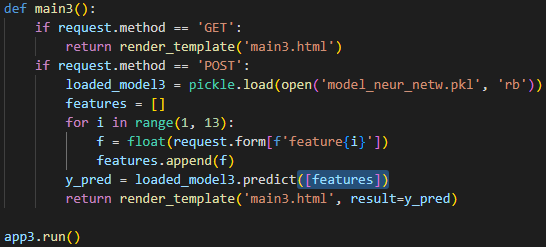 def main3():
    if request.method == 'GET':
        return render_template('main3.html')
    if request.method == 'POST':
        loaded_model3 = pickle.load(open('model_neur_netw.pkl', 'rb'))
        features = []
        for i in range(1, 13):
            f = float(request.form[f'feature{i}'])
            features.append(f)
        y_pred = loaded_model3.predict([features])
        return render_template('main3.html', result=y_pred)
app3.run()